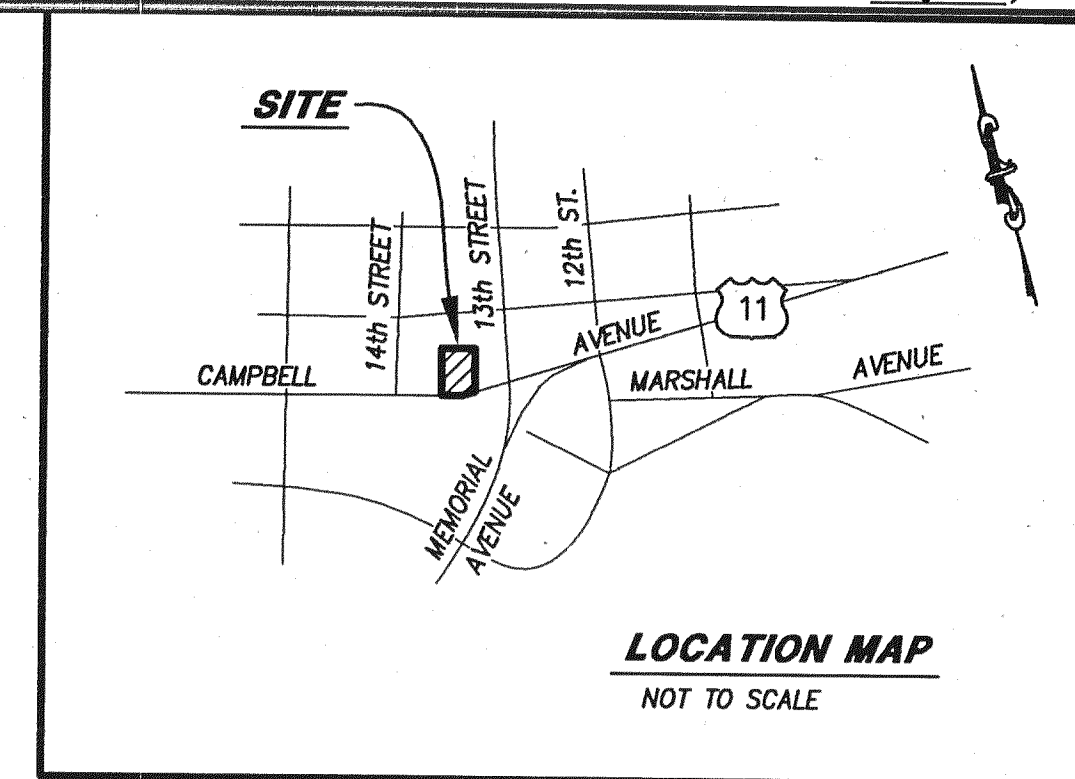 SITE
14th STREET
13th STREET
12th ST.
11
CAMPBELL
AVENUE
MARSHALL
AVENUE
MEMORIAL
AVENUE
LOCATION MAP
NOT TO SCALE